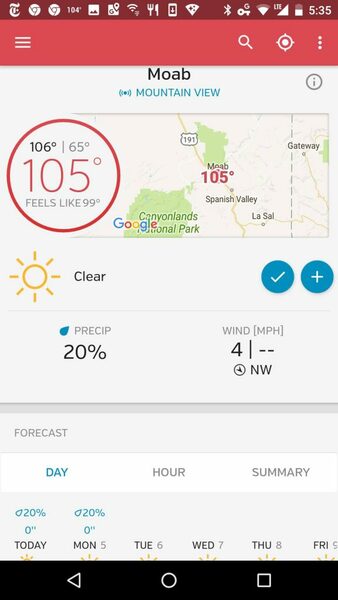 104° 5:35
Moab
MOUNTAIN VIEW
106° | 65°
105°
FEELS LIKE 99°
191
Gateway
Moab
105°
Spanish Valley
La Sal
Canyonlands
National Park
Google
Clear
PRECIP WIND [MPH]
20% 4 | --
NW
FORECAST
DAY HOUR SUMMARY
20% 20%
0" 0"
TODAY MON 5 TUE 6 WED 7 THU 8 FRI 9